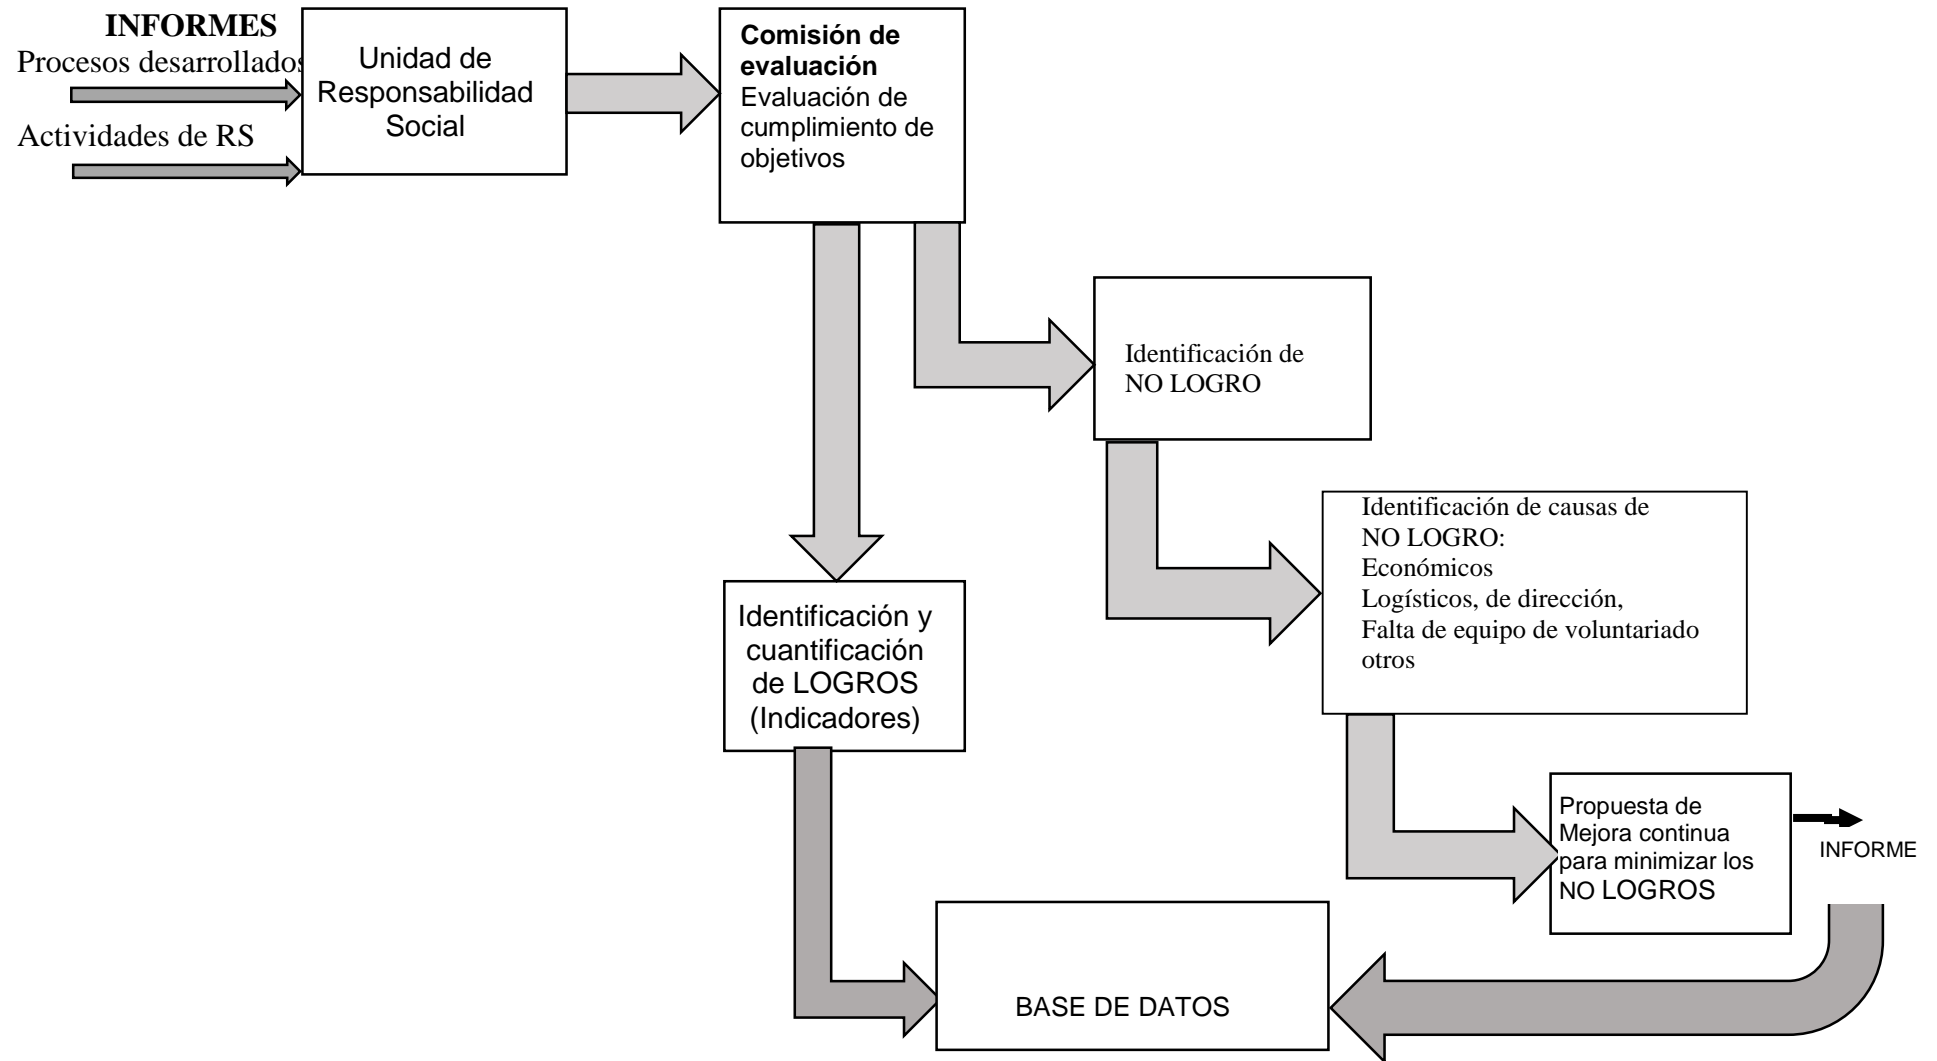 INFORMES
Procesos desarrollados
Actividades de RS
Unidad de
Responsabilidad
Social
Comisión de
evaluación
Evaluación de
cumplimiento de
objetivos
Identificación de
NO LOGRO
Identificación de causas de
NO LOGRO:
Económicos
Logísticos, de dirección,
Falta de equipo de voluntariado
otros
Identificación y
cuantificación
de LOGROS
(Indicadores)
Propuesta de
Mejora continua
para minimizar los
NO LOGROS
INFORME
BASE DE DATOS